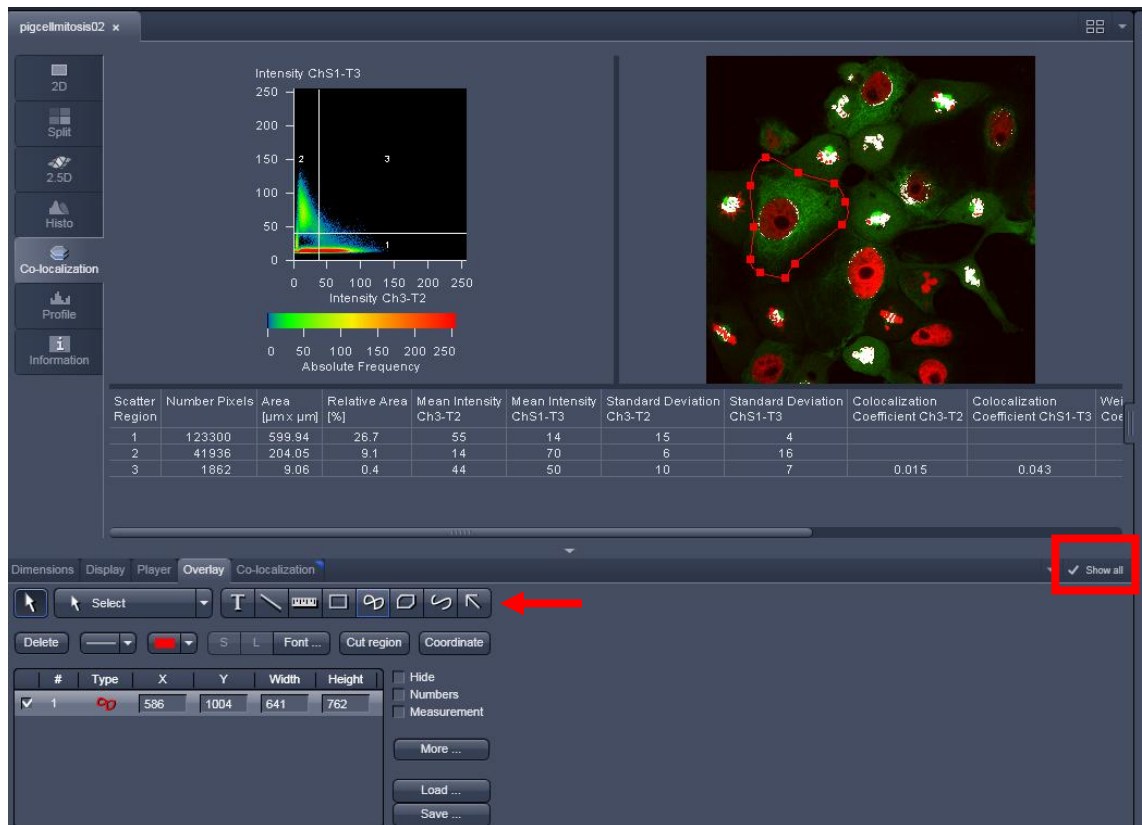 pigcellmitosis02 ×
2D
Split
2.5D
Histo
Co-localization
Profile
i
Information
Intensity ChS1-T3
250
200
150
100
50
0
2
3
1
0 50 100 150 200 250
Intensity Ch3-T2
0 50 100 150 200 250
Absolute Frequency
Scatter Number Pixels Area Relative Area Mean Intensity Mean Intensity Standard Deviation Standard Deviation Colocalization Colocalization
Region [µm x µm] [%] Ch3-T2 ChS1-T3 Ch3-T2 ChS1-T3 Coefficient Ch3-T2 Coefficient ChS1-T3
1 123300 599.94 26.7 55 14 15 4
2 41936 204.05 9.1 14 70 6 16
3 1862 9.06 0.4 44 50 10 7 0.015 0.043
Dimensions Display Player Overlay Co-localization Show all
Select T
Delete S L Font ... Cut region Coordinate
# Type X Y Width Height Hide
Numbers
1 586 1004 641 762
Measurement
More ...
Load ...
Save ...